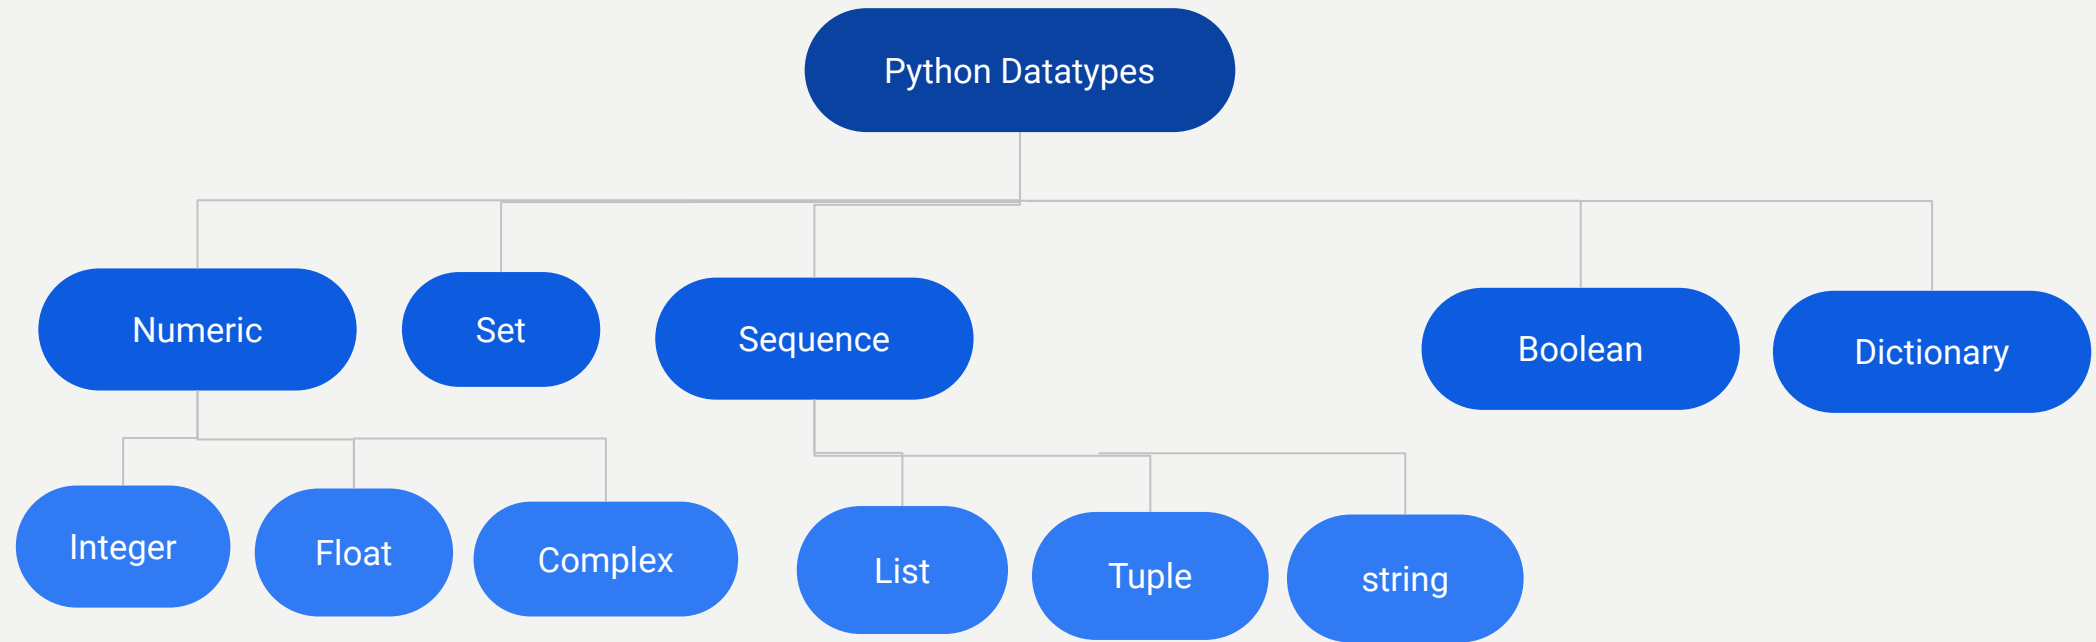 Python Datatypes
Numeric
Set
Sequence
Boolean
Dictionary
Integer
Float
Complex
List
Tuple
string